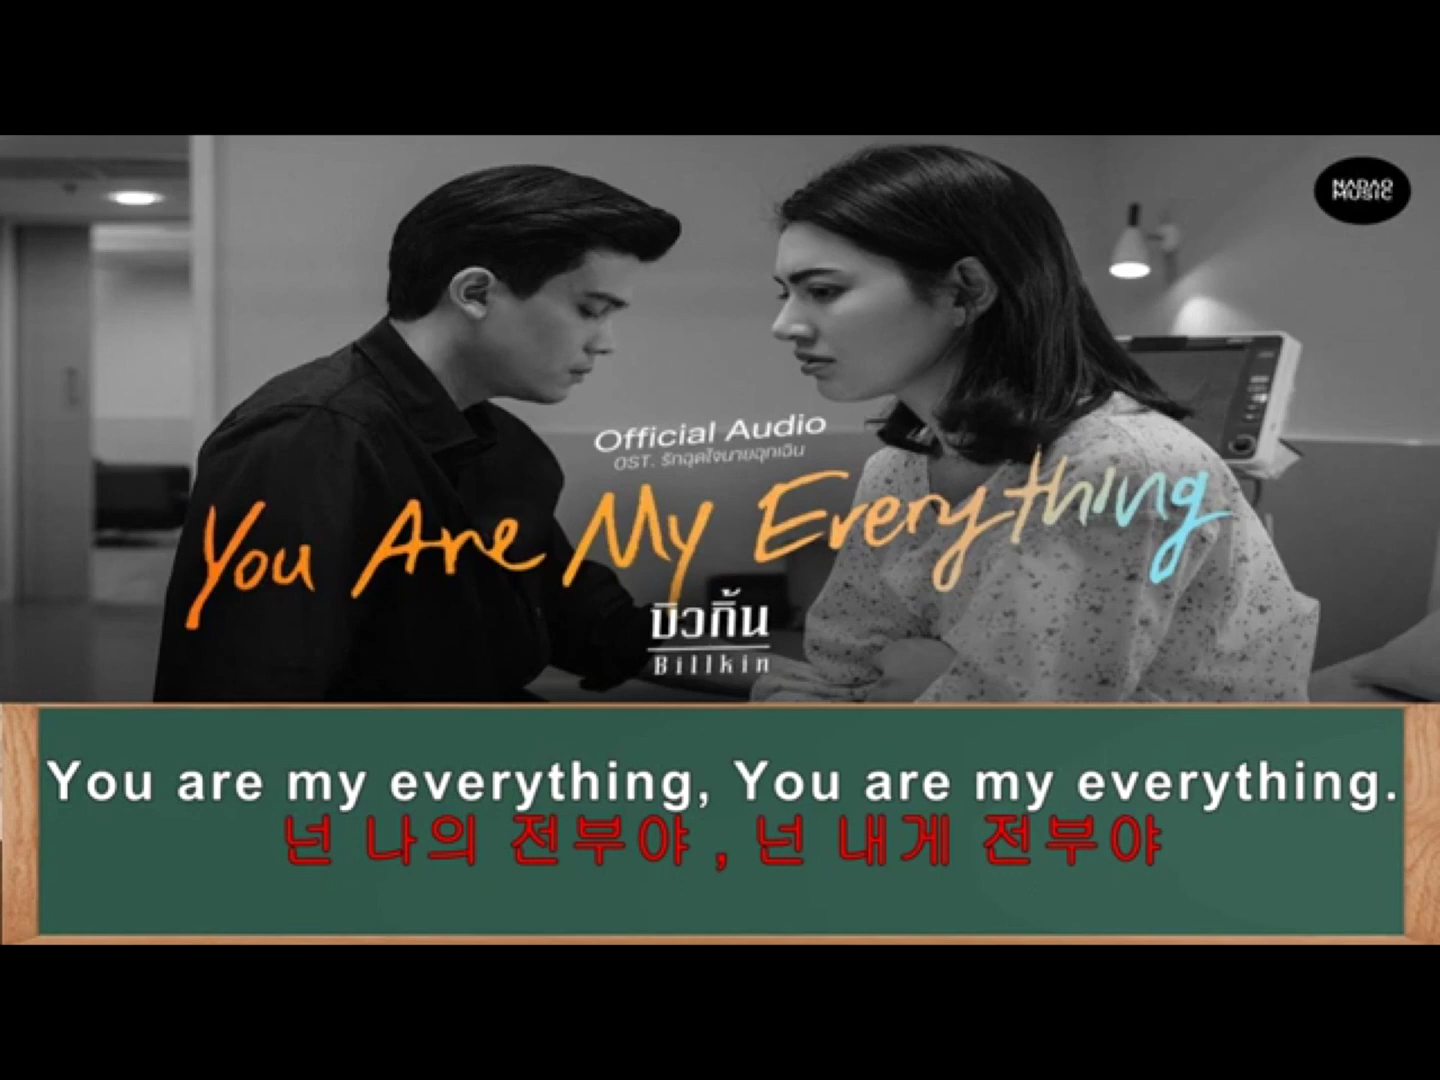 NADAO
MUSIC
Official Audio
OST. รักฉุดใจนายฉุกเฉิน
You Are My Everything
บิวกิ้น
Billkin
You are my everything, You are my everything.
넌 나의 전부야 , 넌 내게 전부야